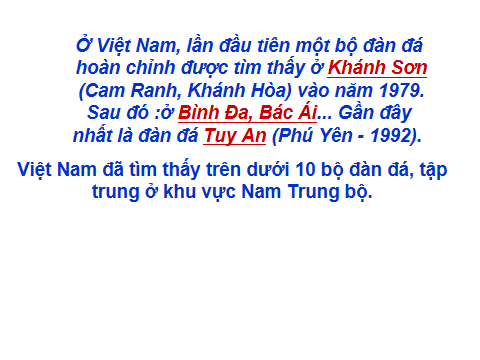 Ở Việt Nam, lần đầu tiên một bộ đàn đá
hoàn chỉnh được tìm thấy ở Khánh Sơn
(Cam Ranh, Khánh Hòa) vào năm 1979.
Sau đó :ở Bình Đa, Bác Ái... Gần đây
nhất là đàn đá Tuy An (Phú Yên - 1992).
Việt Nam đã tìm thấy trên dưới 10 bộ đàn đá, tập
trung ở khu vực Nam Trung bộ.